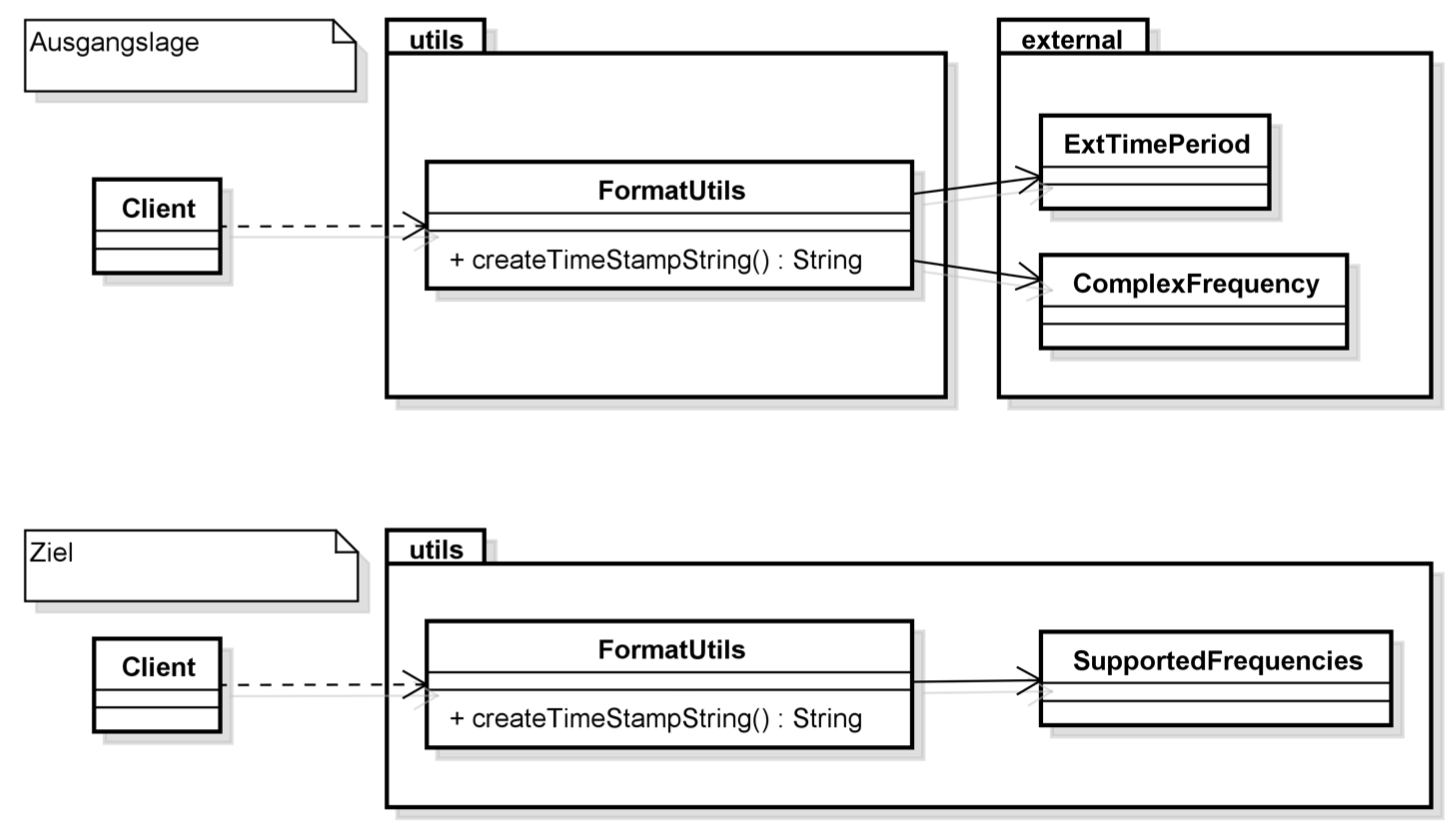 Ausgangslage
utils
external
Client
FormatUtils
+ createTimeStampString() : String
ExtTimePeriod
ComplexFrequency
Ziel
utils
Client
FormatUtils
+ createTimeStampString() : String
SupportedFrequencies